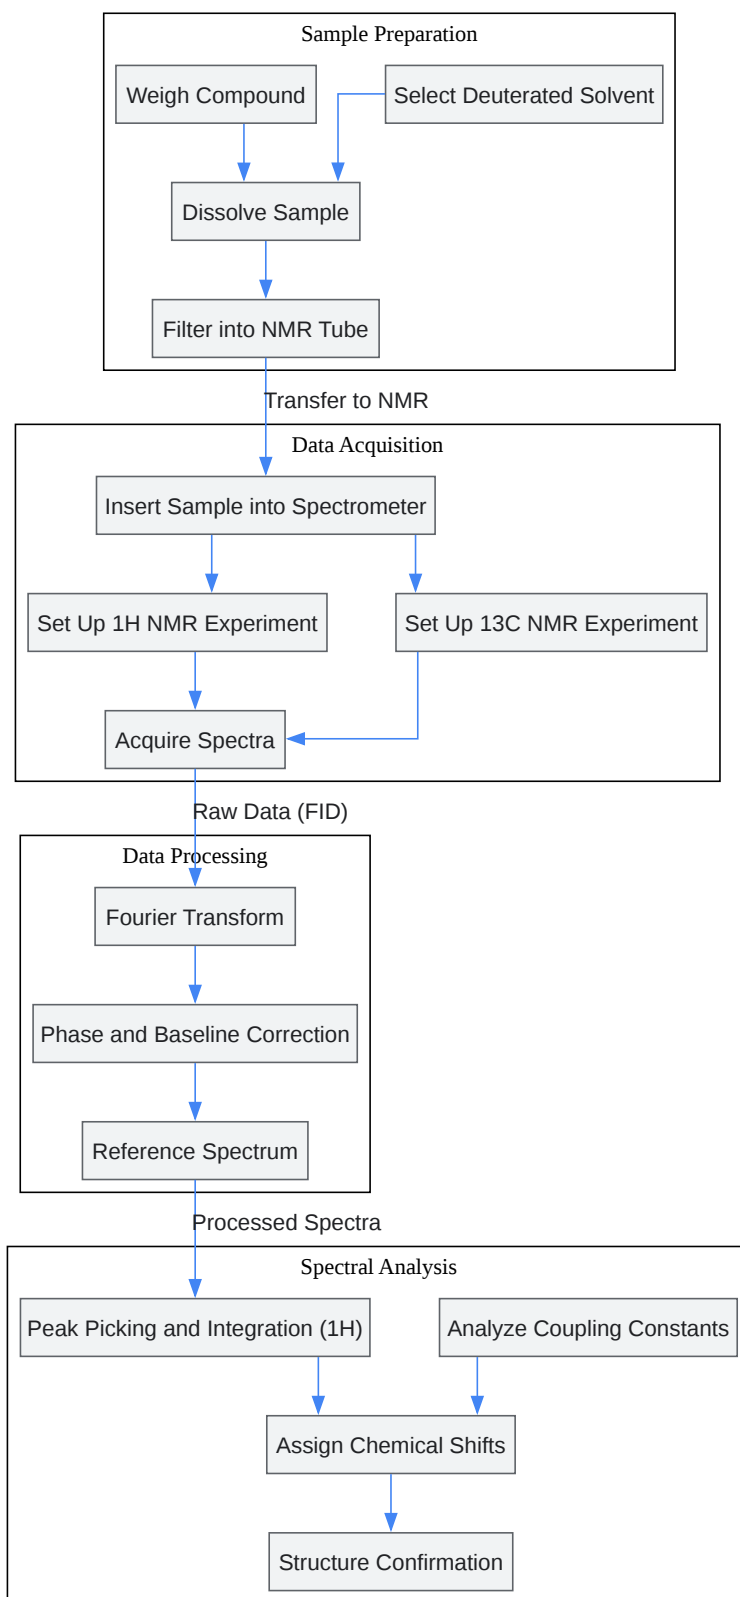 Sample Preparation
Weigh Compound
Select Deuterated Solvent
Dissolve Sample
Filter into NMR Tube
Transfer to NMR
Data Acquisition
Insert Sample into Spectrometer
Set Up 1H NMR Experiment
Set Up 13C NMR Experiment
Acquire Spectra
Raw Data (FID)
Data Processing
Fourier Transform
Phase and Baseline Correction
Reference Spectrum
Processed Spectra
Spectral Analysis
Peak Picking and Integration (1H)
Analyze Coupling Constants
Assign Chemical Shifts
Structure Confirmation